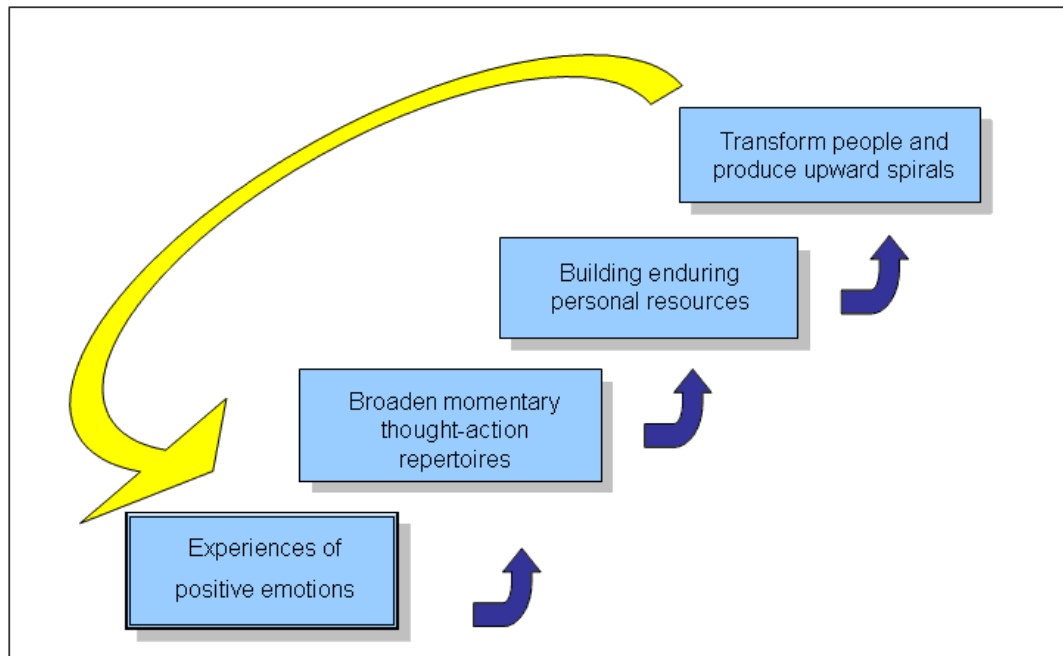 Transform people and
produce upward spirals
Building enduring
personal resources
Broaden momentary
thought-action
repertoires
Experiences of
positive emotions